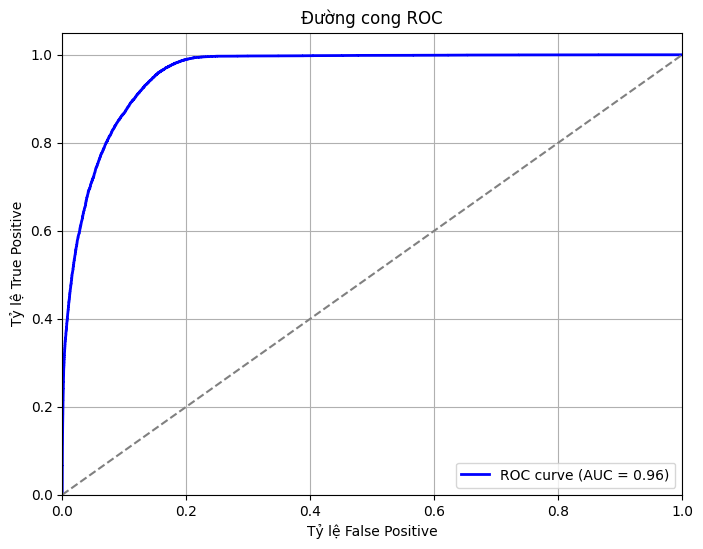 Đường cong ROC
Tỷ lệ True Positive
1.0
0.8
0.6
0.4
0.2
0.0
ROC curve (AUC = 0.96)
0.0 0.2 0.4 0.6 0.8 1.0
Tỷ lệ False Positive